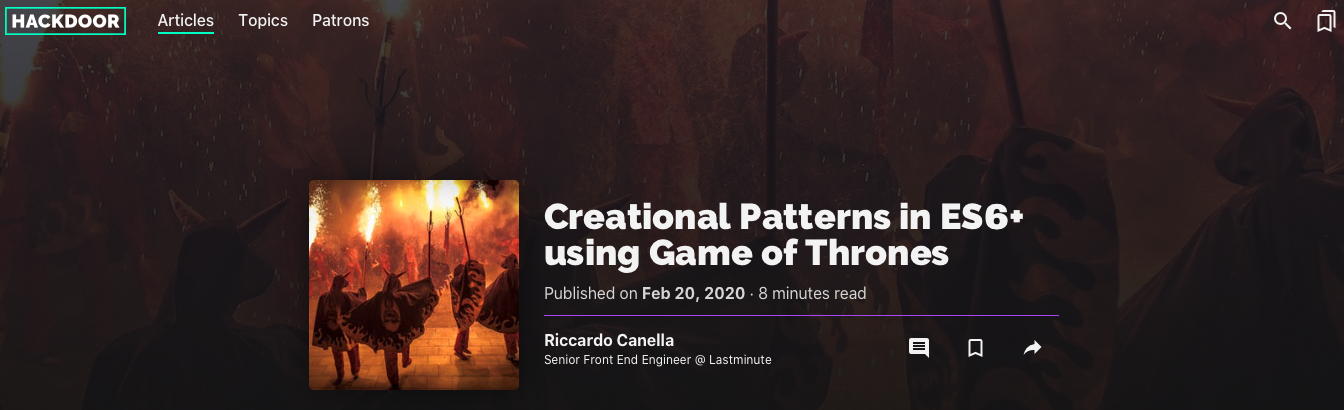 HACKDOOR
Articles
Topics
Patrons
Creational Patterns in ES6+
using Game of Thrones
Published on Feb 20, 2020 · 8 minutes read
Riccardo Canella
Senior Front End Engineer @ Lastminute